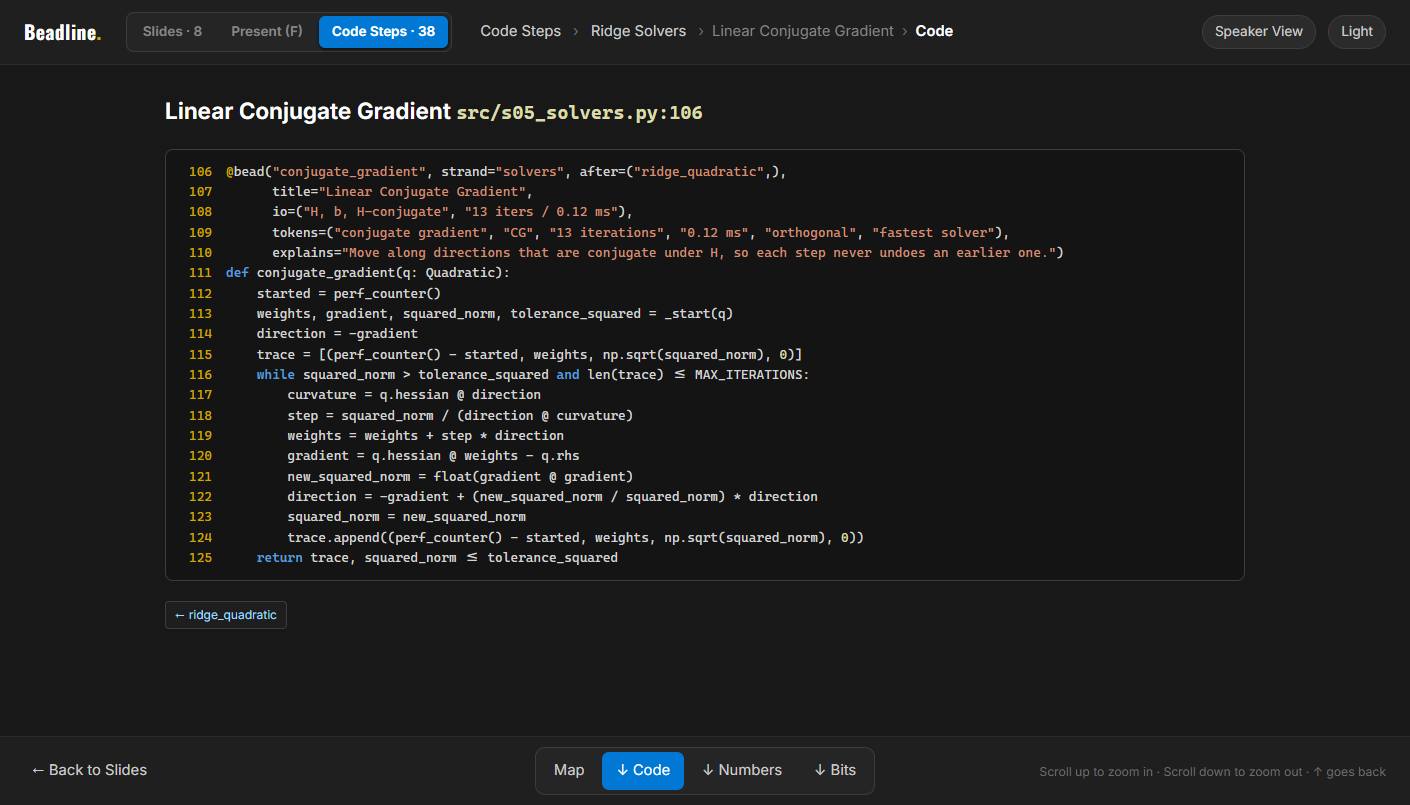 Beadline.
Slides · 8
Present (F)
Code Steps · 38
Code Steps › Ridge Solvers › Linear Conjugate Gradient › Code
Speaker View
Light
Linear Conjugate Gradient src/s05_solvers.py:106
106 @bead("conjugate_gradient", strand="solvers", after=("ridge_quadratic",),
107       title="Linear Conjugate Gradient",
108       io=("H, b, H-conjugate", "13 iters / 0.12 ms"),
109       tokens=("conjugate gradient", "CG", "13 iterations", "0.12 ms", "orthogonal", "fastest solver"),
110       explains="Move along directions that are conjugate under H, so each step never undoes an earlier one.")
111 def conjugate_gradient(q: Quadratic):
112     started = perf_counter()
113     weights, gradient, squared_norm, tolerance_squared = _start(q)
114     direction = -gradient
115     trace = [(perf_counter() - started, weights, np.sqrt(squared_norm), 0)]
116     while squared_norm > tolerance_squared and len(trace) ≤ MAX_ITERATIONS:
117         curvature = q.hessian @ direction
118         step = squared_norm / (direction @ curvature)
119         weights = weights + step * direction
120         gradient = q.hessian @ weights - q.rhs
121         new_squared_norm = float(gradient @ gradient)
122         direction = -gradient + (new_squared_norm / squared_norm) * direction
123         squared_norm = new_squared_norm
124         trace.append((perf_counter() - started, weights, np.sqrt(squared_norm), 0))
125     return trace, squared_norm ≤ tolerance_squared
← ridge_quadratic
← Back to Slides
Map
↓ Code
↓ Numbers
↓ Bits
Scroll up to zoom in · Scroll down to zoom out · ↑ goes back